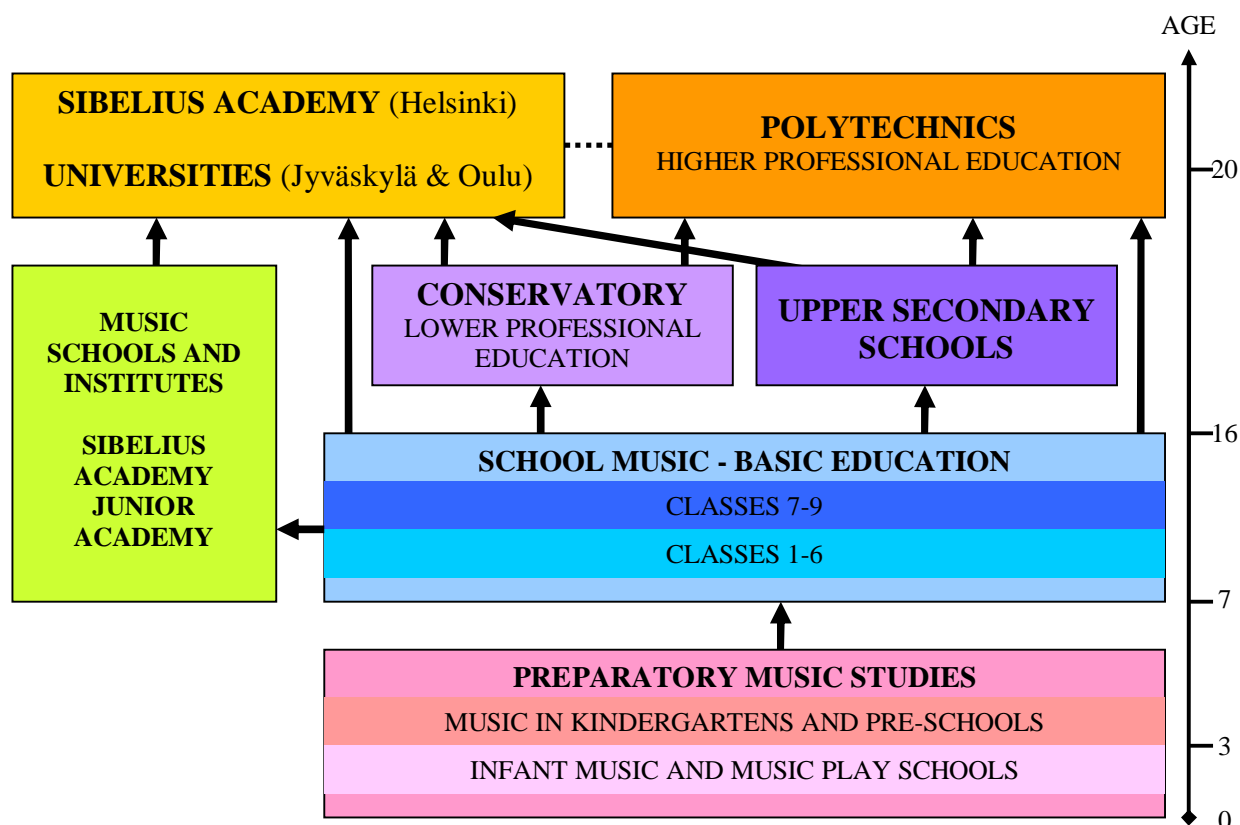 AGE
SIBELIUS ACADEMY (Helsinki)
UNIVERSITIES (Jyväskylä & Oulu)
POLYTECHNICS
HIGHER PROFESSIONAL EDUCATION
20
MUSIC
SCHOOLS AND
INSTITUTES
SIBELIUS
ACADEMY
JUNIOR
ACADEMY
CONSERVATORY
LOWER PROFESSIONAL
EDUCATION
UPPER SECONDARY
SCHOOLS
16
SCHOOL MUSIC - BASIC EDUCATION
CLASSES 7-9
CLASSES 1-6
7
PREPARATORY MUSIC STUDIES
MUSIC IN KINDERGARTENS AND PRE-SCHOOLS
3
INFANT MUSIC AND MUSIC PLAY SCHOOLS
0